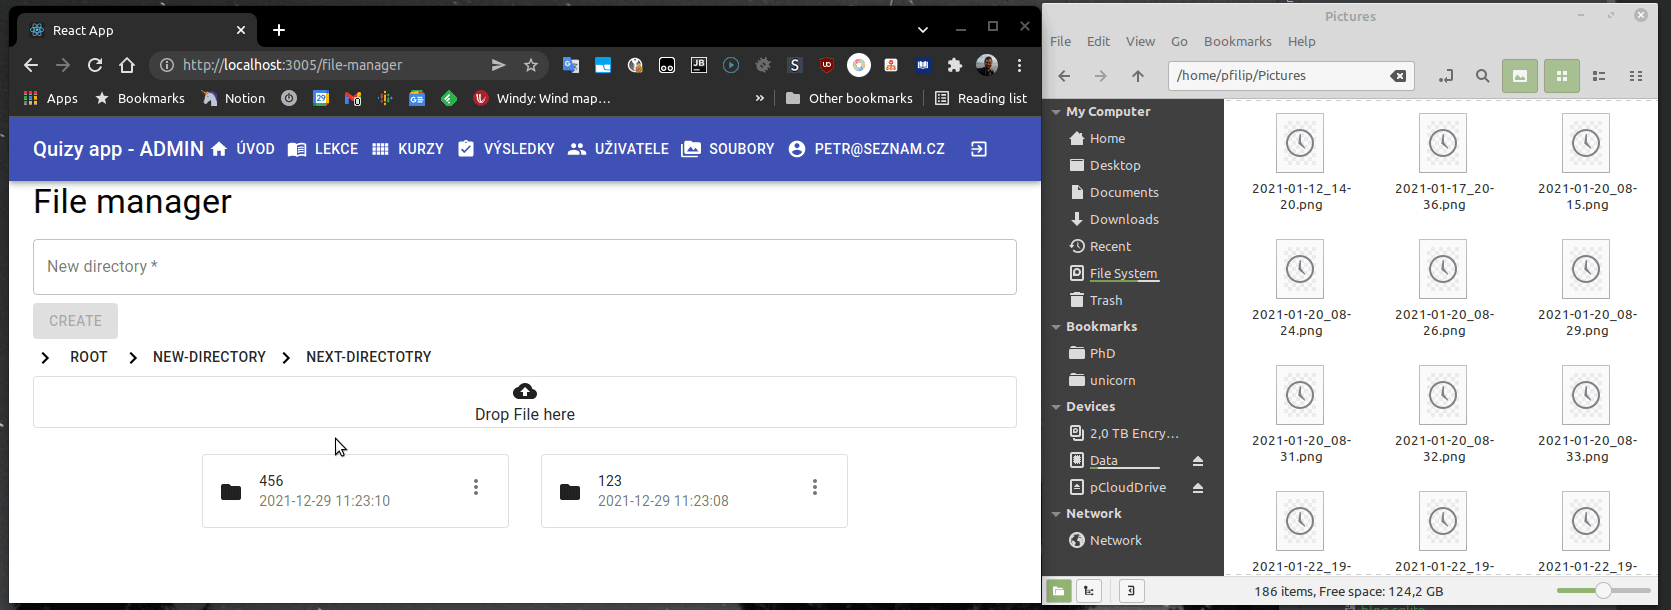 React App
http://localhost:3005/file-manager
Apps
Bookmarks
Notion
Windy: Wind map...
»
Other bookmarks
Reading list
Quizy app - ADMIN
ÚVOD
LEKCE
KURZY
VÝSLEDKY
UŽIVATELE
SOUBORY
PETR@SEZNAM.CZ
File manager
New directory *
CREATE
ROOT
NEW-DIRECTORY
NEXT-DIRECTOTRY
Drop File here
456
2021-12-29 11:23:10
123
2021-12-29 11:23:08
Pictures
File Edit View Go Bookmarks Help
/home/pfilip/Pictures
My Computer
Home
Desktop
Documents
Downloads
Recent
File System
Trash
Bookmarks
PhD
unicorn
Devices
2,0 TB Encry...
Data
pCloudDrive
Network
Network
2021-01-12_14-
20.png
2021-01-17_20-
36.png
2021-01-20_08-
15.png
2021-01-20_08-
24.png
2021-01-20_08-
26.png
2021-01-20_08-
29.png
2021-01-20_08-
31.png
2021-01-20_08-
32.png
2021-01-20_08-
33.png
2021-01-22_19-
2021-01-22_19-
2021-01-22_19-
186 items, Free space: 124,2 GB